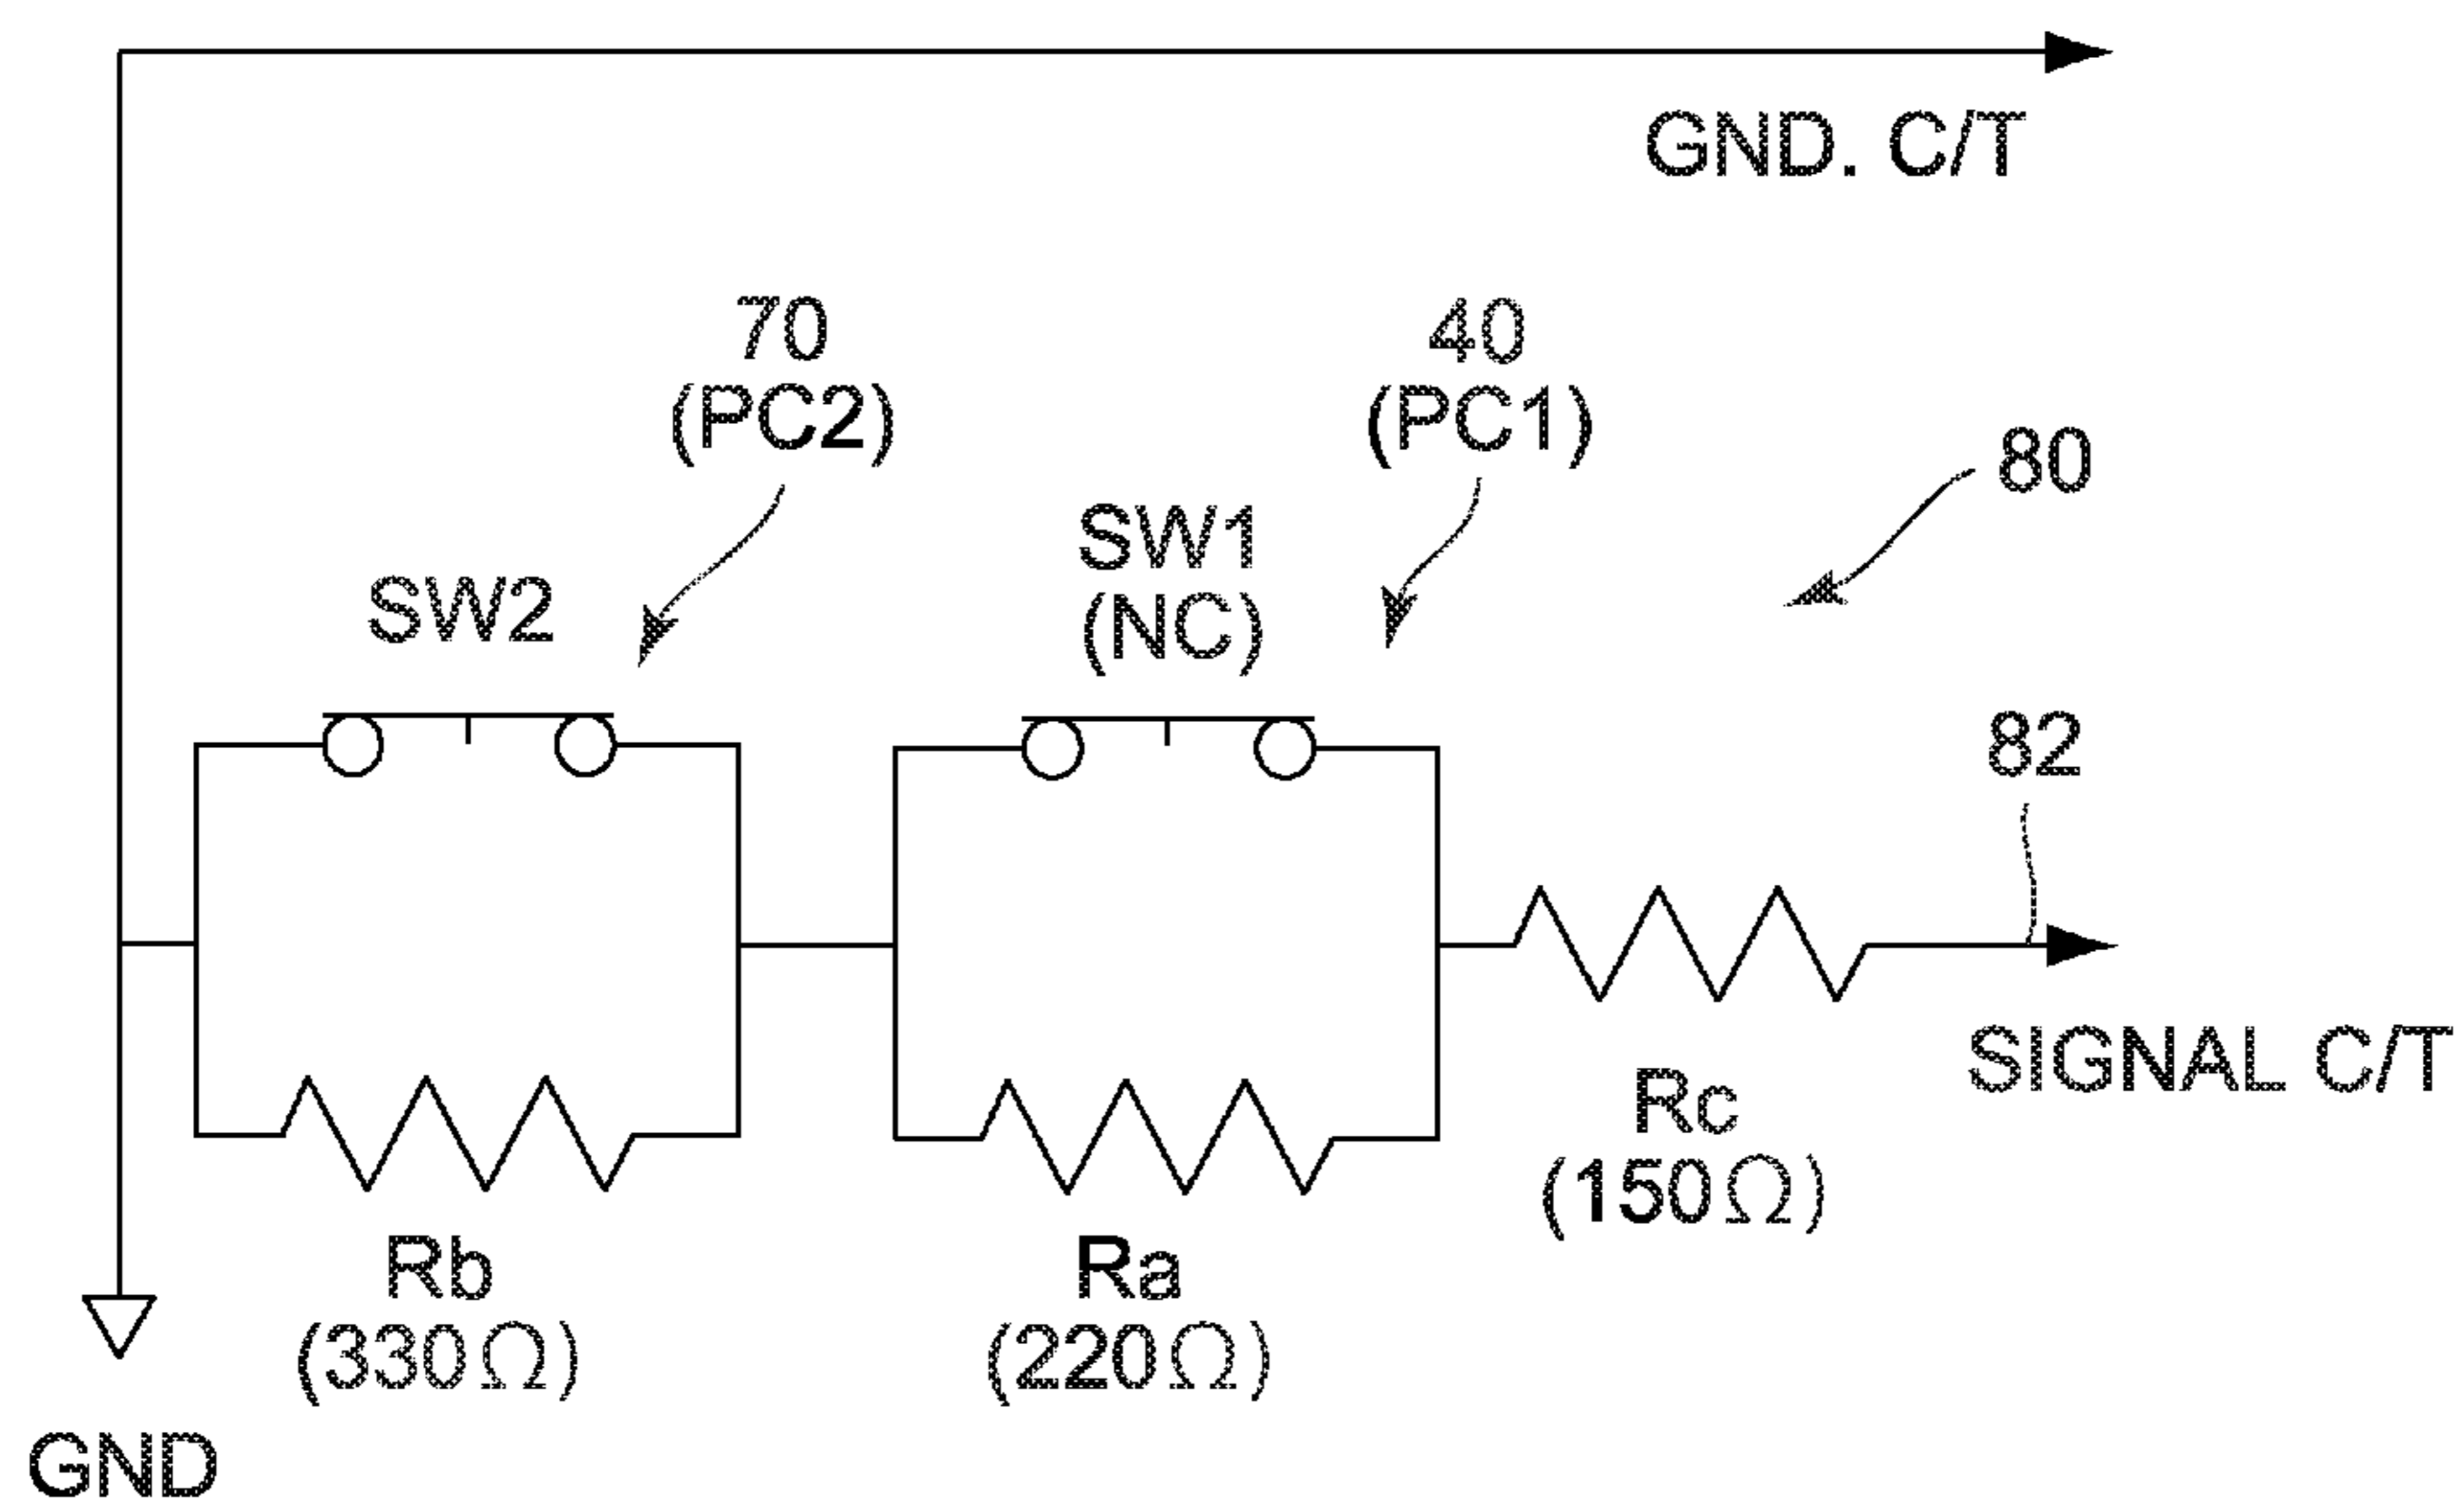 GND. C/T
70
(PC2)
40
(PC1)
80
SW1
(NC)
SW2
82
SIGNAL C/T
Rc
(150Ω)
Rb
(330Ω)
Ra
(220Ω)
GND